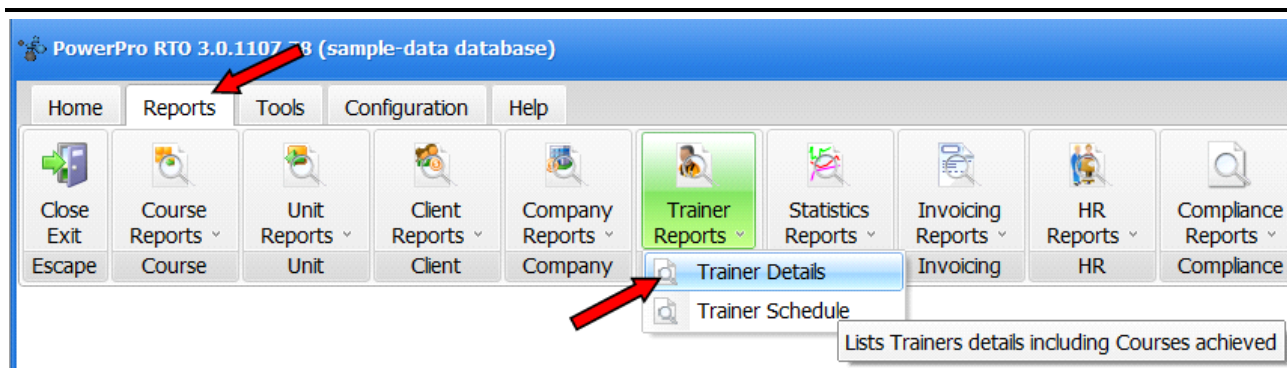 PowerPro RTO 3.0.1107.78 (sample-data database)
Home Reports Tools Configuration Help
Close Exit
Course Reports
Unit Reports
Client Reports
Company Reports
Trainer Reports
Statistics Reports
Invoicing Reports
HR Reports
Compliance Reports
Escape Course Unit Client Company Invoicing HR Compliance
Trainer Details
Trainer Schedule
Lists Trainers details including Courses achieved